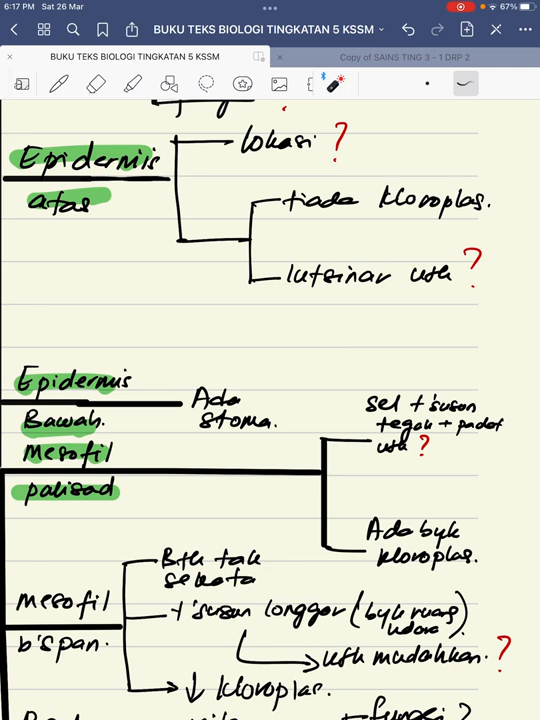 6:17 PM Sat 26 Mar
67%
BUKU TEKS BIOLOGI TINGKATAN 5 KSSM
BUKU TEKS BIOLOGI TINGKATAN 5 KSSM
Copy of SAINS TING 3 - 1 DRP 2
Epidermis
atas
lokasi ?
tiada kloroplas.
lutsinar utk ?
Epidermis
Bawah.
Ada
stoma.
mesofil
palisad
sel t'susun
tegak + padat
utk ?
Ada byk
kloroplas.
mesofil
b'span.
Btk tak
sekata
t'susun longgar (byk ruang
udara).
utk mudahkan. ?
↓ kloroplas.